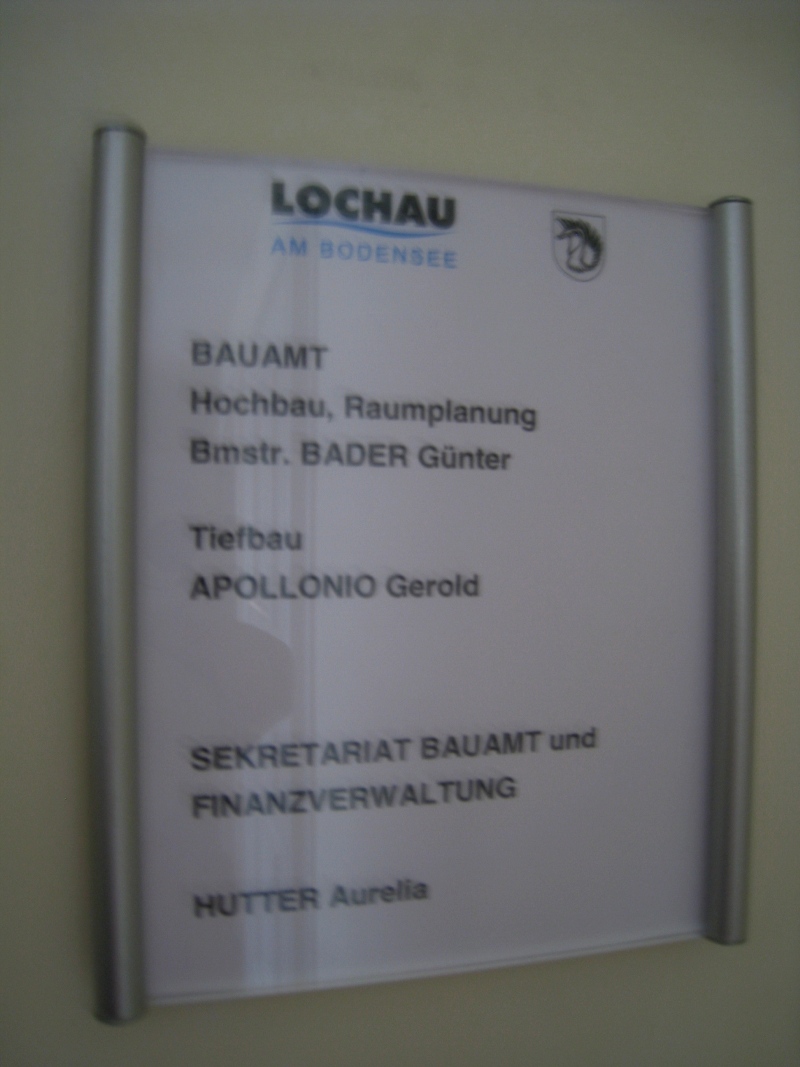 LOCHAU
AM BODENSEE
BAUAMT
Hochbau, Raumplanung
Bmstr. BADER Günter
Tiefbau
APOLLONIO Gerold
SEKRETARIAT BAUAMT und
FINANZVERWALTUNG
HUTTER Aurelia